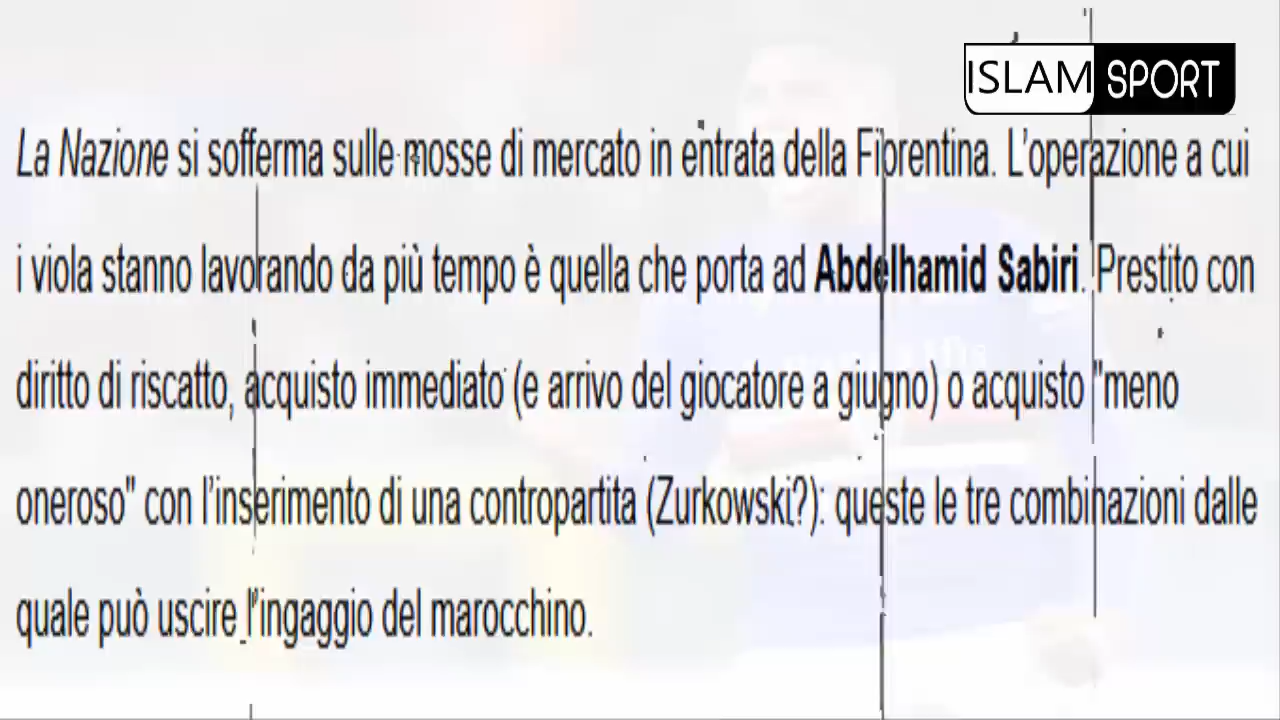 ISLAM SPORT
La Nazione si sofferma sulle mosse di mercato in entrata della Fiorentina. L'operazione a cui
i viola stanno lavorando da più tempo è quella che porta ad Abdelhamid Sabiri. Prestito con
diritto di riscatto, acquisto immediato (e arrivo del giocatore a giugno) o acquisto "meno
oneroso" con l'inserimento di una contropartita (Zurkowski?): queste le tre combinazioni dalle
quale può uscire l'ingaggio del marocchino.